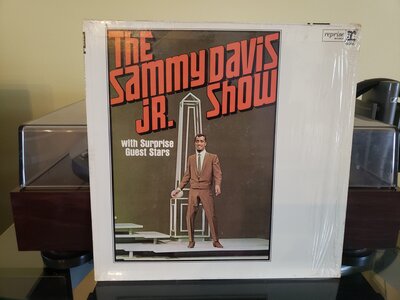 The
Sammy Davis
Jr. Show
with Surprise
Guest Stars
reprise